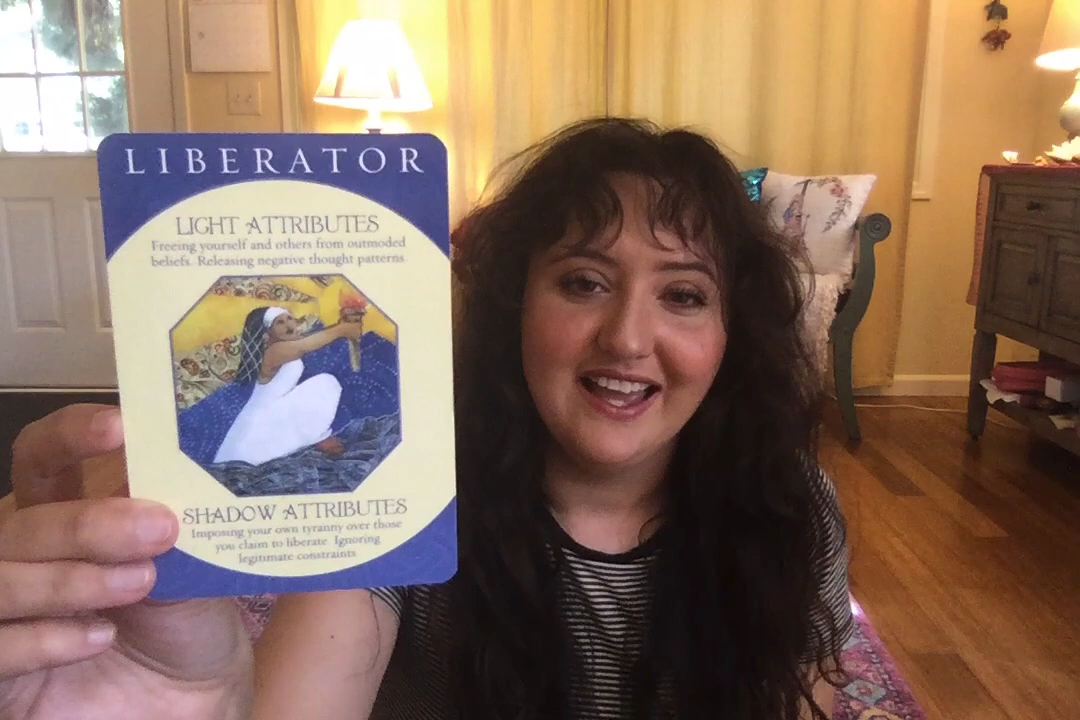 LIBERATOR
LIGHT ATTRIBUTES
Freeing yourself and others from outmoded
beliefs. Releasing negative thought patterns.
SHADOW ATTRIBUTES
Imposing your own tyranny over those
you claim to liberate. Ignoring
legitimate constraints